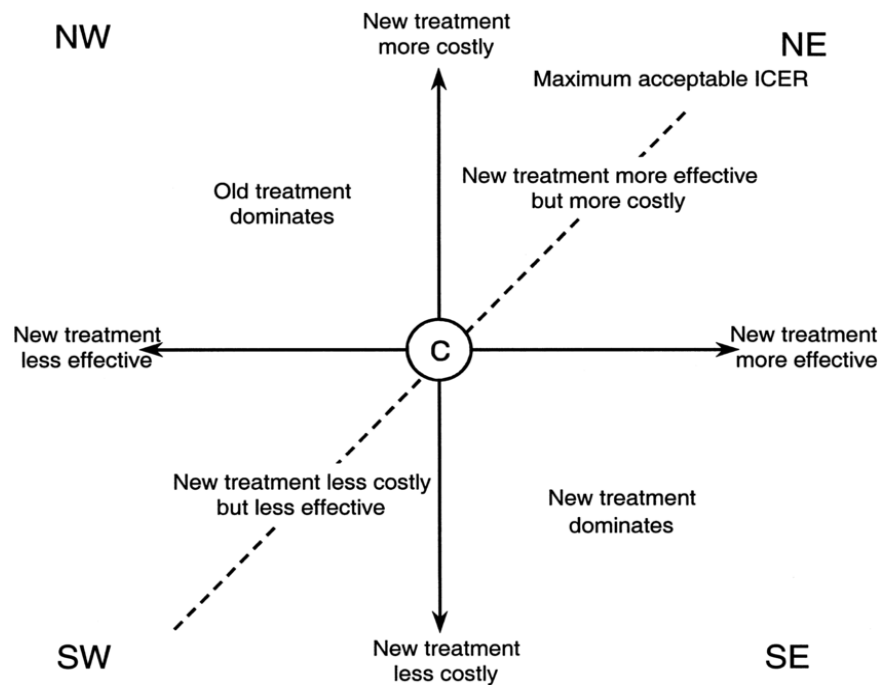 NW
New treatment
more costly
NE
Maximum acceptable ICER
Old treatment
dominates
New treatment more effective
but more costly
New treatment
less effective
C
New treatment
more effective
New treatment less costly
but less effective
New treatment
dominates
SW
New treatment
less costly
SE